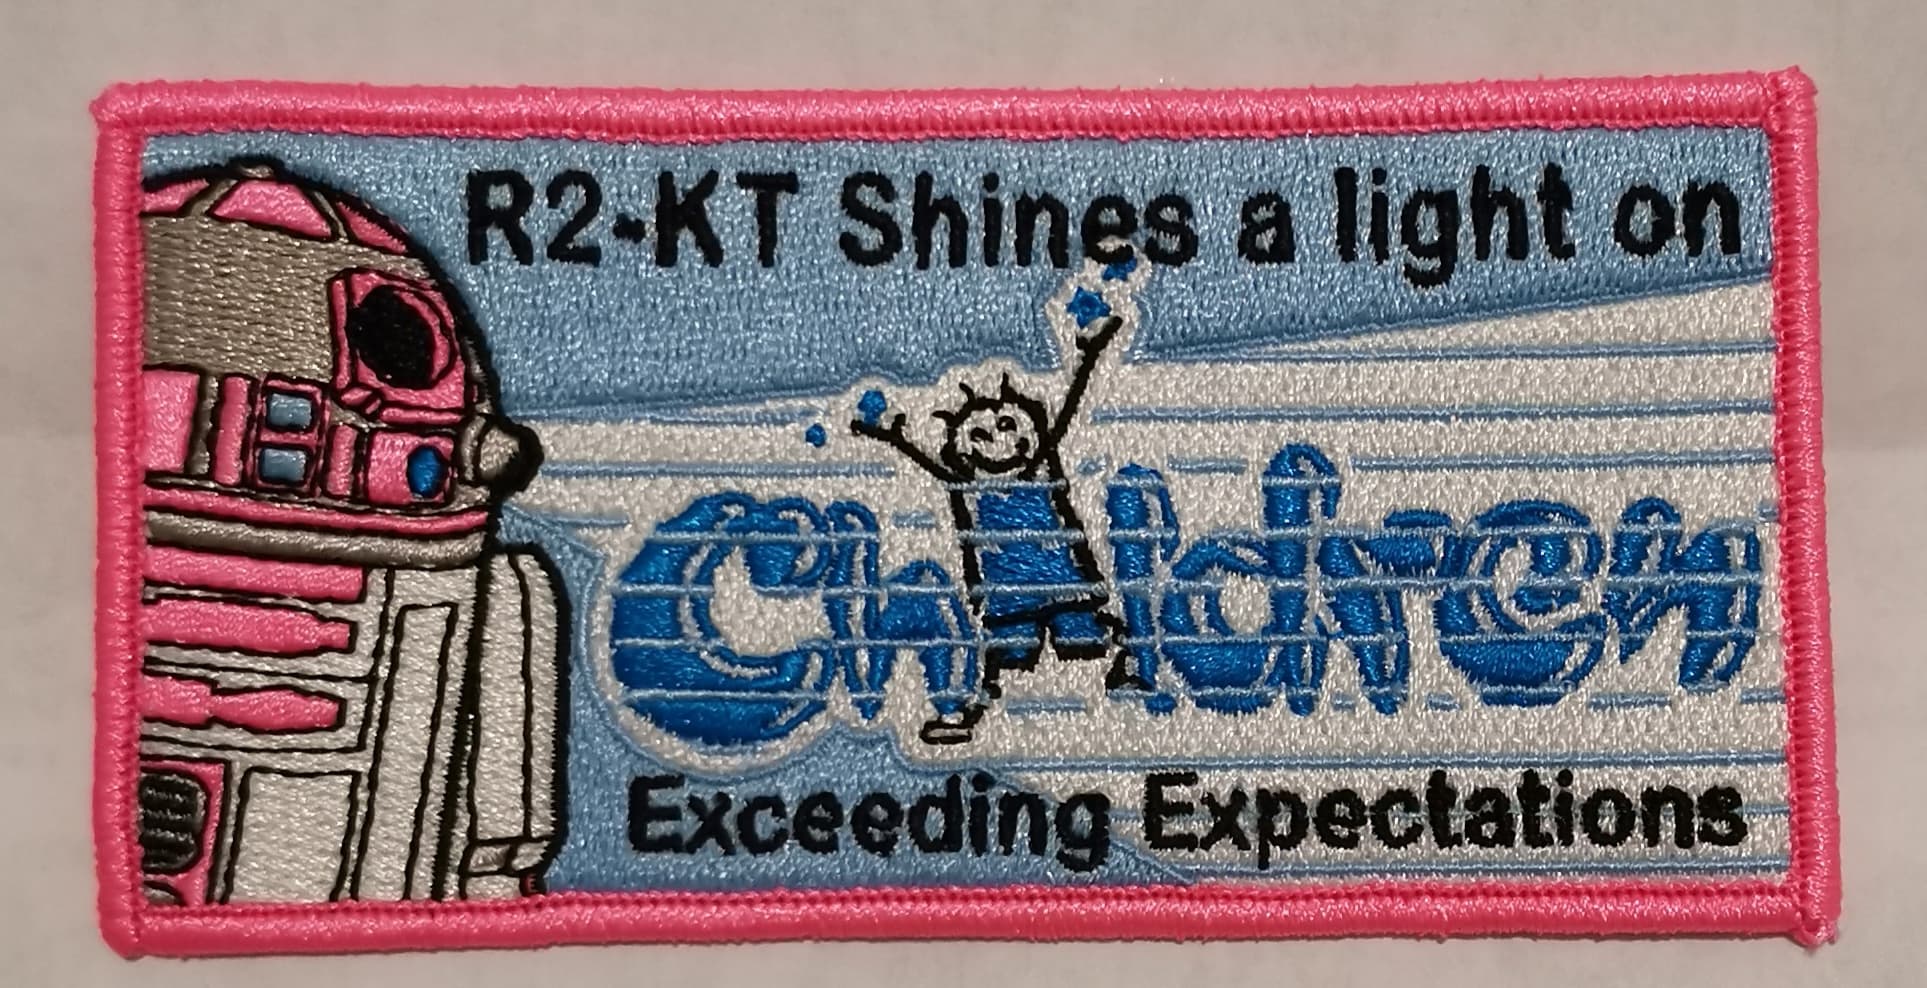 R2-KT Shines a light on
Children
Exceeding Expectations